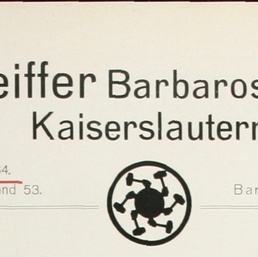 eiffer Barbaros
Kaiserslautern
4.
nd 53.
Bar